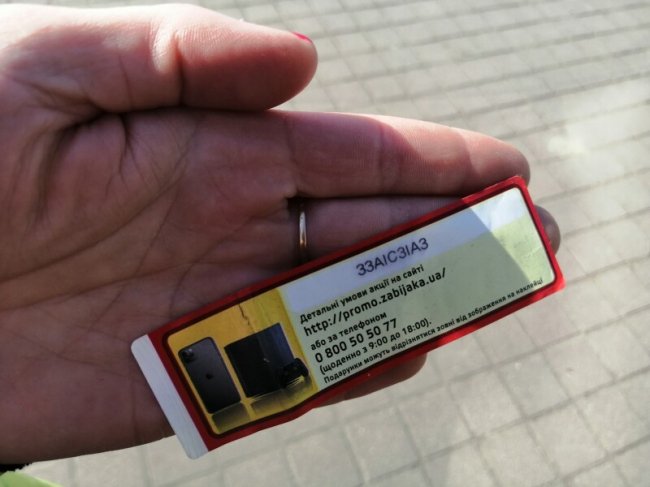 ЗЗАІСЗІАЗ
Детальні умови акції на сайті
http://promo.zabijaka.ua/
або за телефоном
0 800 50 50 77
(щоденно з 9:00 до 18:00).
Подарунки можуть відрізнятися зовні від зображення на наклейці